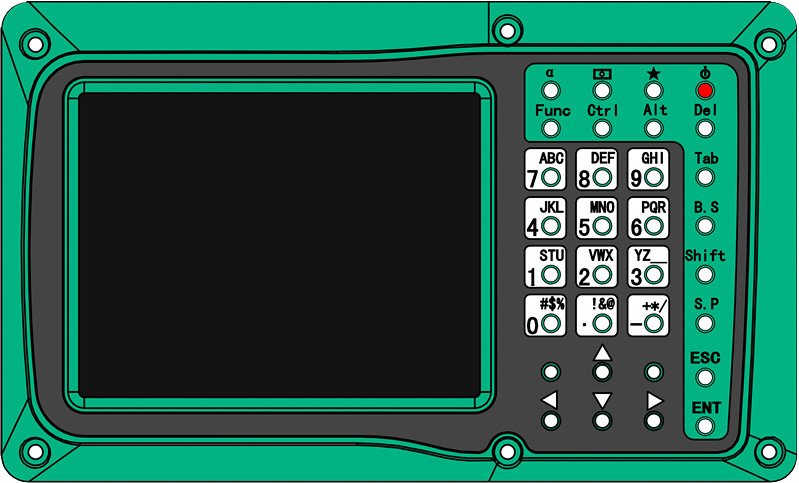 α
Func Ctrl Alt Del
ABC DEF GHI Tab
7 8 9
JKL MNO PQR B.S
4 5 6
STU VWX YZ__ Shift
1 2 3
#$% !&@ +*/ S.P
0 . −
ESC
ENT